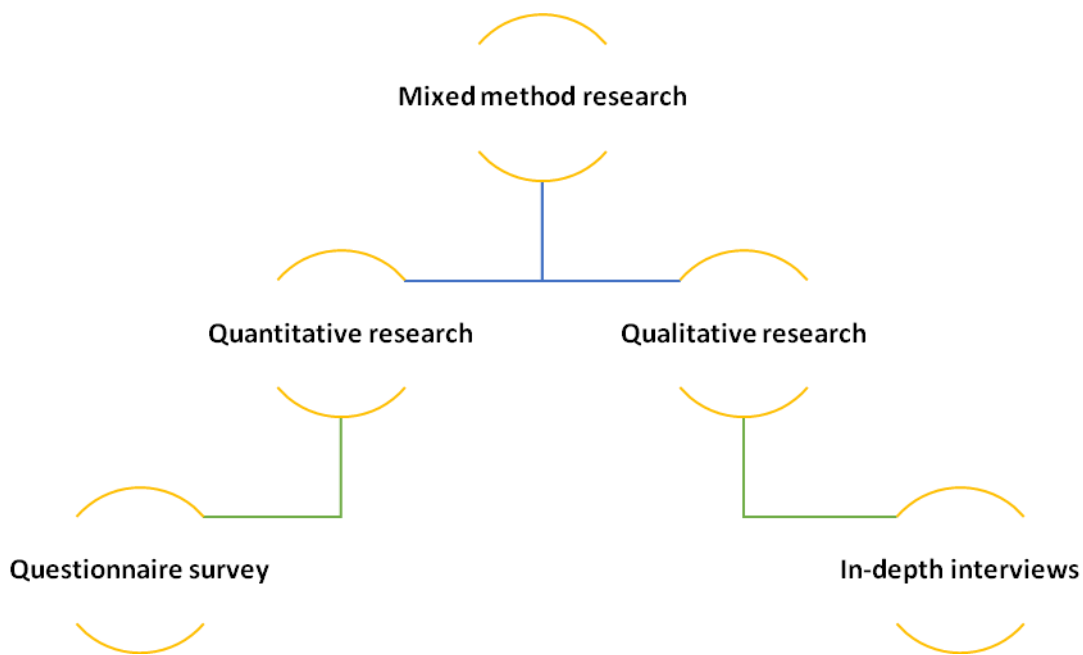 Mixed method research
Quantitative research
Qualitative research
Questionnaire survey
In-depth interviews